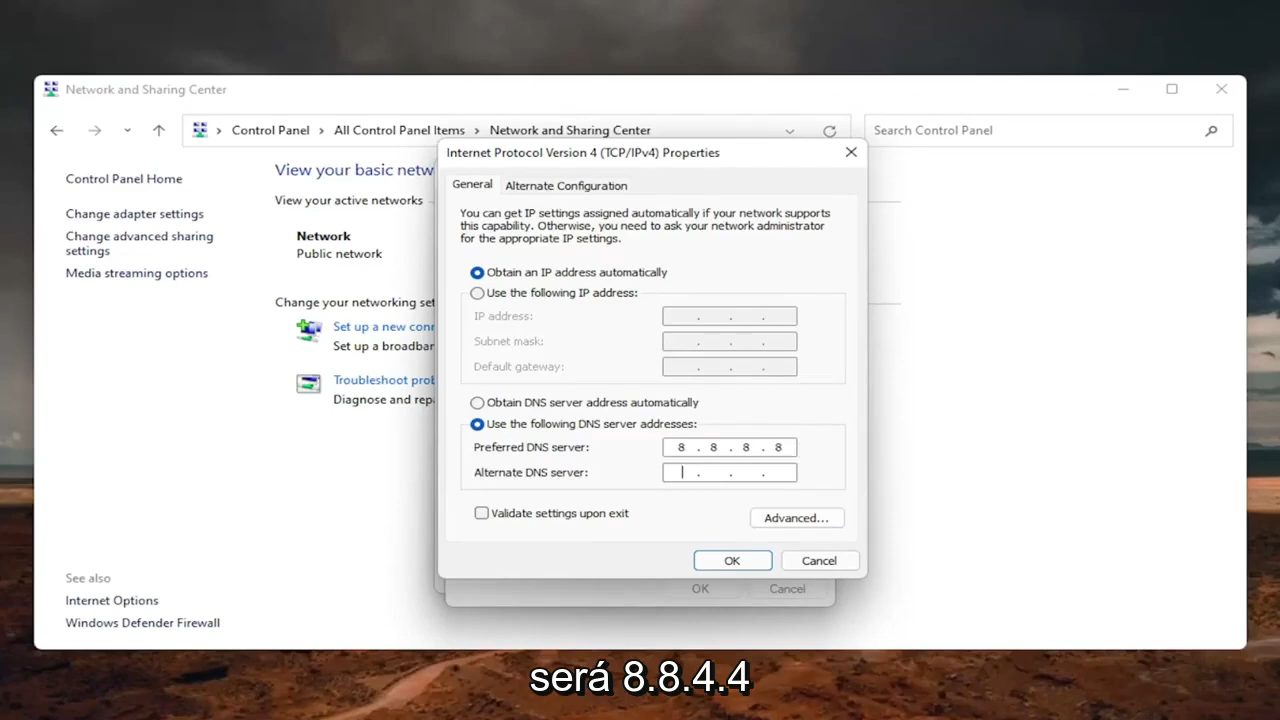 Network and Sharing Center
Control Panel > All Control Panel Items > Network and Sharing Center
Search Control Panel
Internet Protocol Version 4 (TCP/IPv4) Properties
Control Panel Home
Change adapter settings
Change advanced sharing
settings
Media streaming options
See also
Internet Options
Windows Defender Firewall
View your basic netw
View your active networks
Network
Public network
Change your networking set
Set up a new conn
Set up a broadbar
Troubleshoot prob
Diagnose and repa
General
Alternate Configuration
You can get IP settings assigned automatically if your network supports
this capability. Otherwise, you need to ask your network administrator
for the appropriate IP settings.
Obtain an IP address automatically
Use the following IP address:
IP address: . . .
Subnet mask: . . .
Default gateway: . . .
Obtain DNS server address automatically
Use the following DNS server addresses:
Preferred DNS server: 8 . 8 . 8 . 8
Alternate DNS server: . . .
Validate settings upon exit
Advanced...
OK Cancel
OK Cancel
será 8.8.4.4